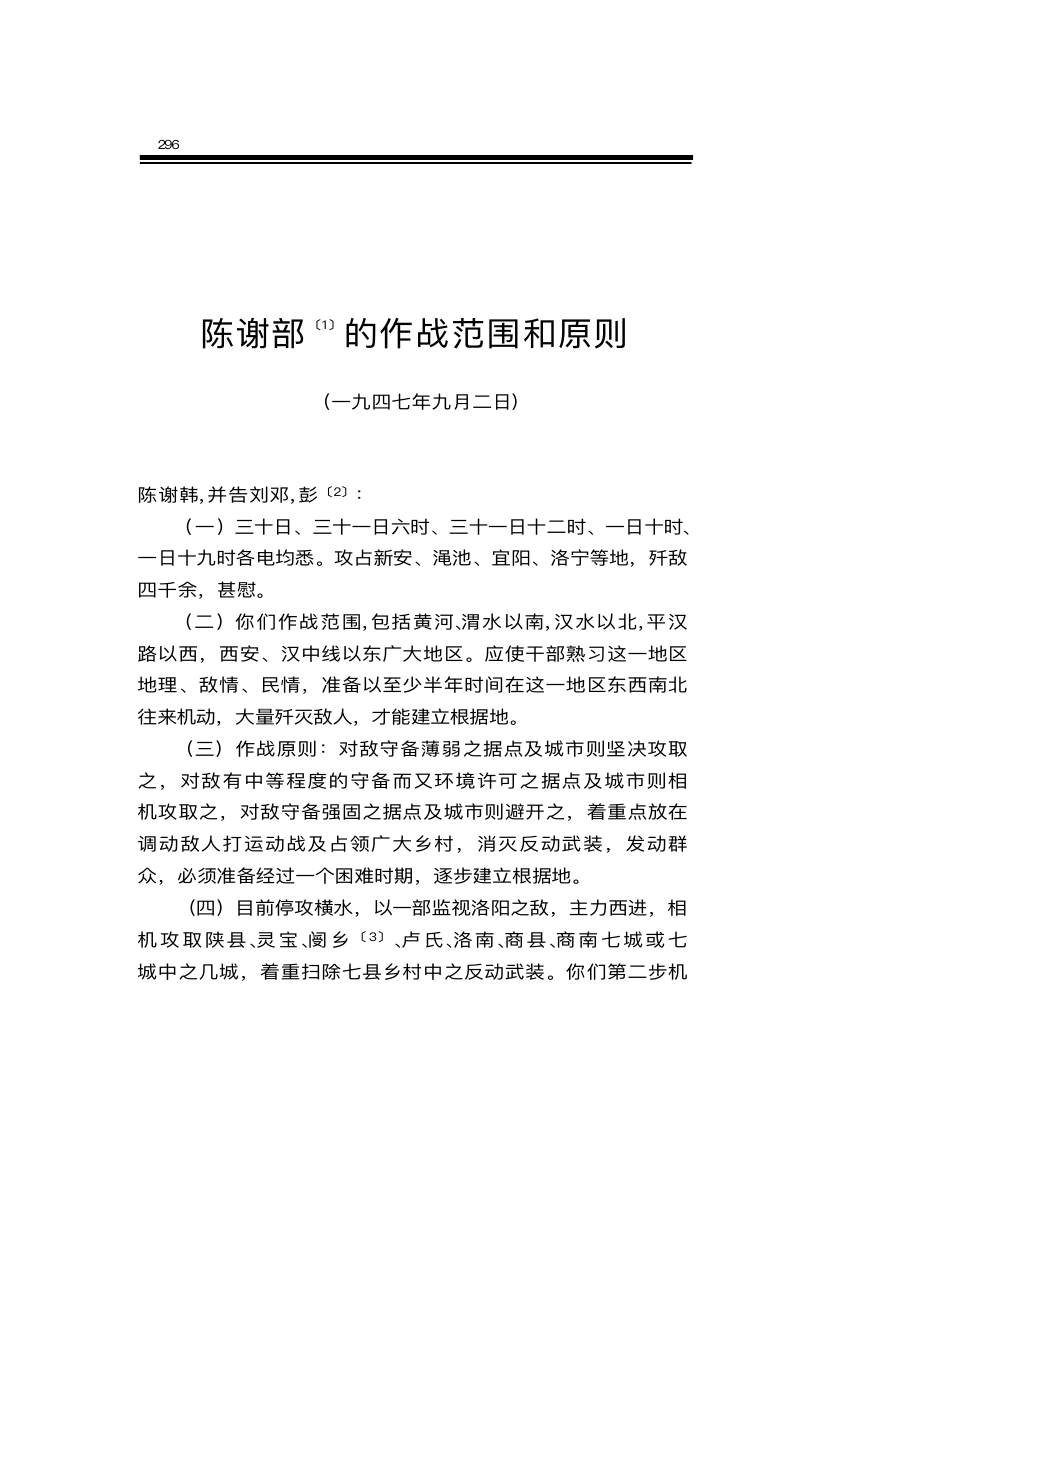 296
陈谢部〔1〕的作战范围和原则
（一九四七年九月二日）
陈谢韩,并告刘邓,彭〔2〕：
（一）三十日、三十一日六时、三十一日十二时、一日十时、
一日十九时各电均悉。攻占新安、渑池、宜阳、洛宁等地，歼敌
四千余，甚慰。
（二）你们作战范围,包括黄河、渭水以南,汉水以北,平汉
路以西，西安、汉中线以东广大地区。应使干部熟习这一地区
地理、敌情、民情，准备以至少半年时间在这一地区东西南北
往来机动，大量歼灭敌人，才能建立根据地。
（三）作战原则：对敌守备薄弱之据点及城市则坚决攻取
之，对敌有中等程度的守备而又环境许可之据点及城市则相
机攻取之，对敌守备强固之据点及城市则避开之，着重点放在
调动敌人打运动战及占领广大乡村，消灭反动武装，发动群
众，必须准备经过一个困难时期，逐步建立根据地。
（四）目前停攻横水，以一部监视洛阳之敌，主力西进，相
机攻取陕县、灵宝、阌乡〔3〕、卢氏、洛南、商县、商南七城或七
城中之几城，着重扫除七县乡村中之反动武装。你们第二步机